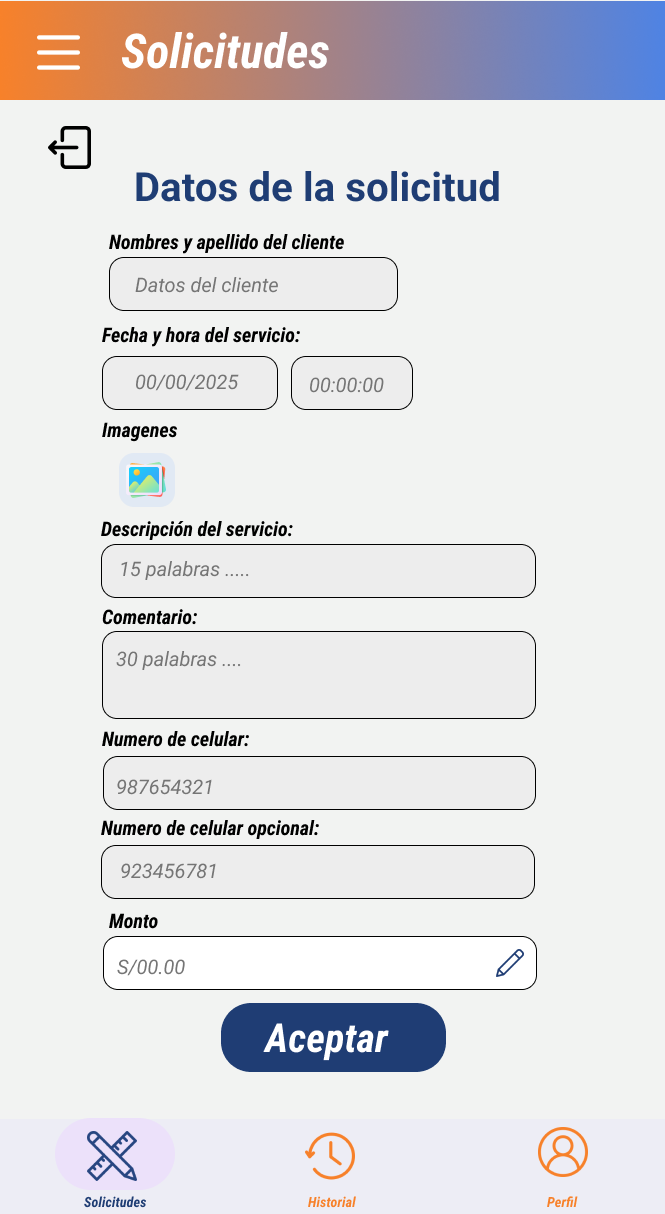 Solicitudes
Datos de la solicitud
Nombres y apellido del cliente
Datos del cliente
Fecha y hora del servicio:
00/00/2025 00:00:00
Imagenes
Descripción del servicio:
15 palabras .....
Comentario:
30 palabras ....
Numero de celular:
987654321
Numero de celular opcional:
923456781
Monto
S/00.00
Aceptar
Solicitudes Historial Perfil